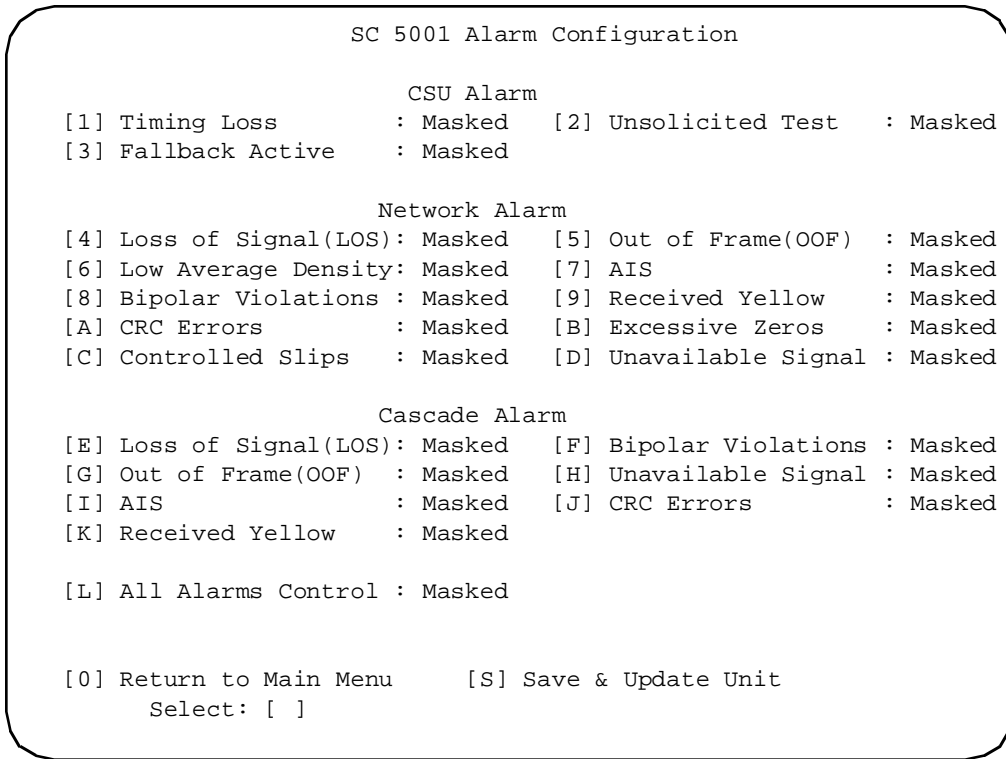 SC 5001 Alarm Configuration
CSU Alarm
[1] Timing Loss : Masked [2] Unsolicited Test : Masked
[3] Fallback Active : Masked
Network Alarm
[4] Loss of Signal(LOS): Masked [5] Out of Frame(OOF) : Masked
[6] Low Average Density: Masked [7] AIS : Masked
[8] Bipolar Violations : Masked [9] Received Yellow : Masked
[A] CRC Errors : Masked [B] Excessive Zeros : Masked
[C] Controlled Slips : Masked [D] Unavailable Signal : Masked
Cascade Alarm
[E] Loss of Signal(LOS): Masked [F] Bipolar Violations : Masked
[G] Out of Frame(OOF) : Masked [H] Unavailable Signal : Masked
[I] AIS : Masked [J] CRC Errors : Masked
[K] Received Yellow : Masked
[L] All Alarms Control : Masked
[0] Return to Main Menu [S] Save & Update Unit
Select: [ ]